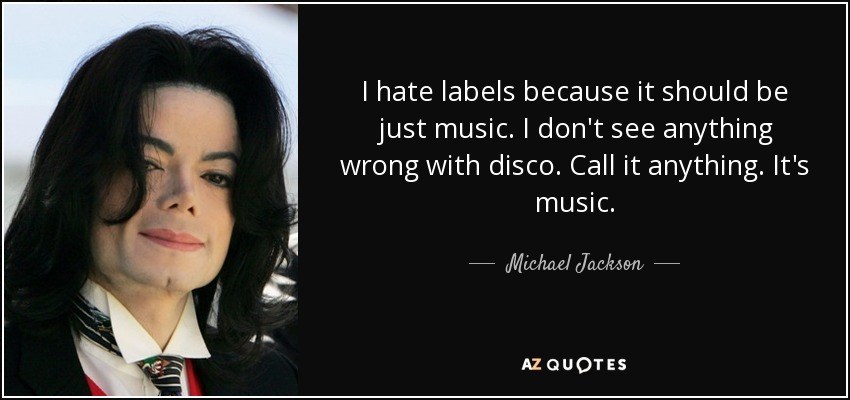 I hate labels because it should be
just music. I don't see anything
wrong with disco. Call it anything. It's
music.
Michael Jackson
AZ QUOTES